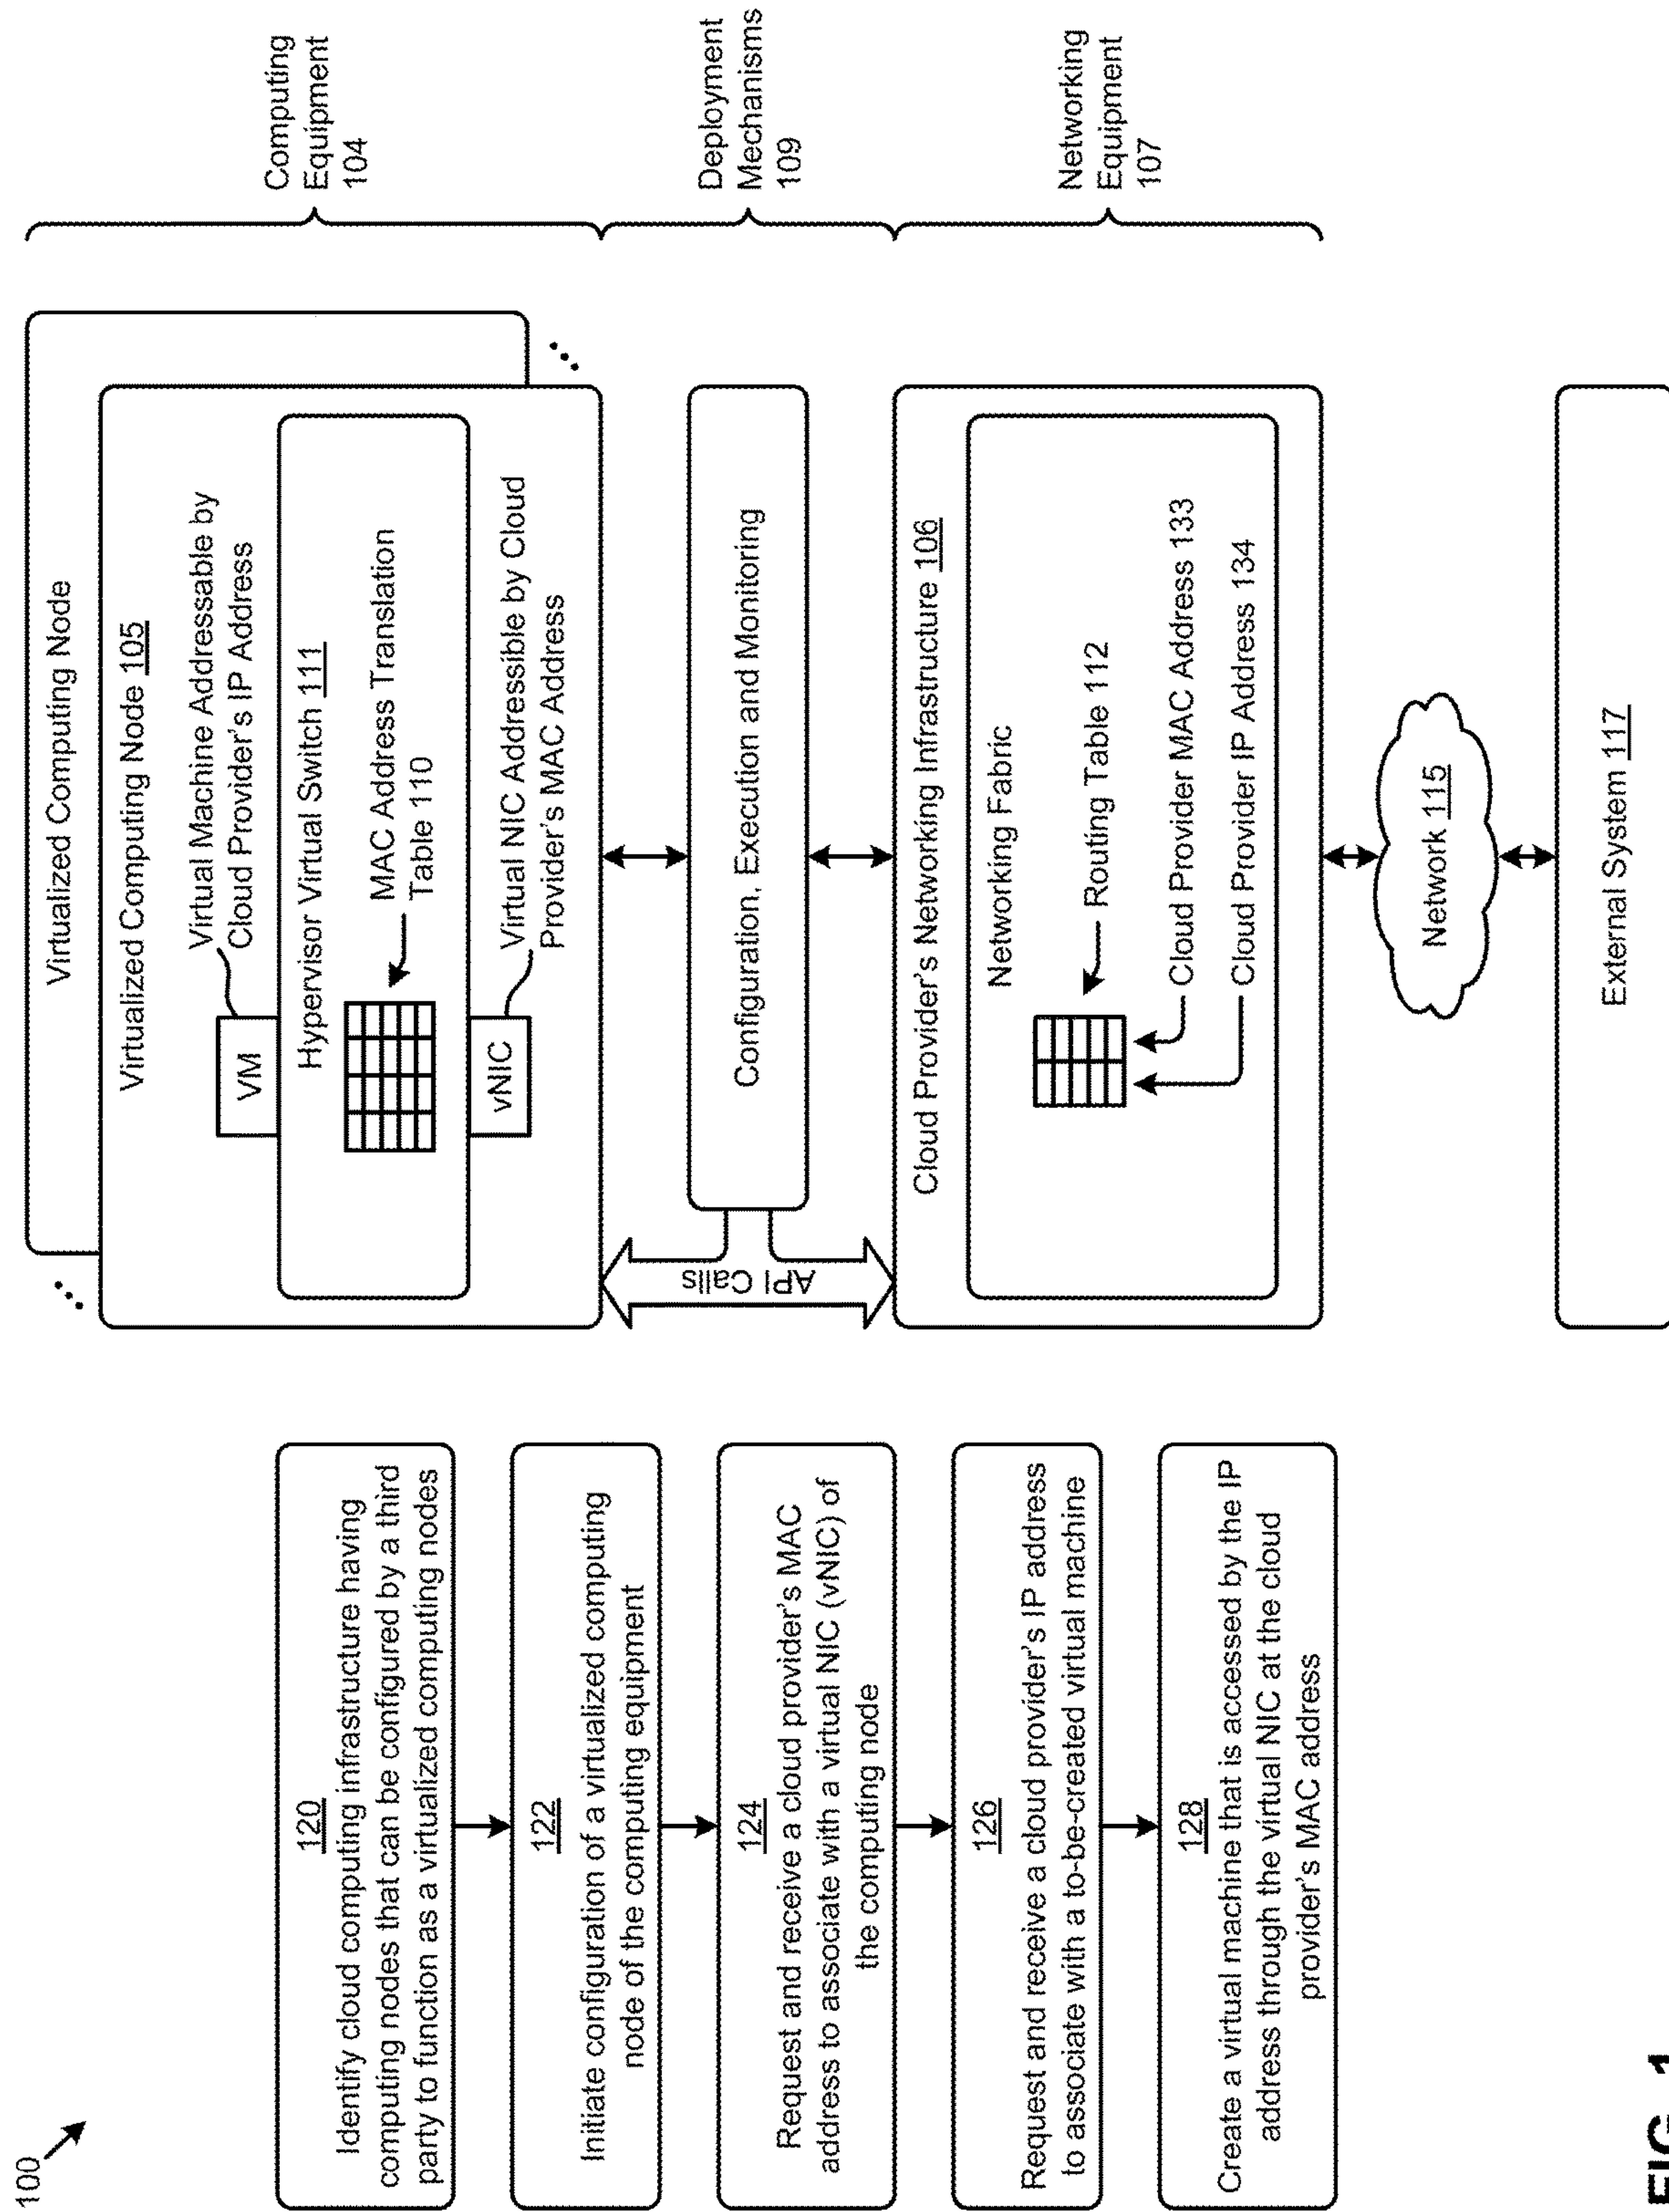 100
120
Identify cloud computing infrastructure having
computing nodes that can be configured by a third
party to function as a virtualized computing nodes
122
Initiate configuration of a virtualized computing
node of the computing equipment
124
Request and receive a cloud provider's MAC
address to associate with a virtual NIC (vNIC) of
the computing node
126
Request and receive a cloud provider's IP address
to associate with a to-be-created virtual machine
128
Create a virtual machine that is accessed by the IP
address through the virtual NIC at the cloud
provider's MAC address
Virtualized Computing Node
Virtualized Computing Node 105
VM
Virtual Machine Addressable by
Cloud Provider's IP Address
Hypervisor Virtual Switch 111
MAC Address Translation
Table 110
vNIC
Virtual NIC Addressible by Cloud
Provider's MAC Address
API Calls
Configuration, Execution and Monitoring
Cloud Provider's Networking Infrastructure 106
Networking Fabric
Routing Table 112
Cloud Provider MAC Address 133
Cloud Provider IP Address 134
Network 115
External System 117
Computing
Equipment
104
Deployment
Mechanisms
109
Networking
Equipment
107
FIG. 1